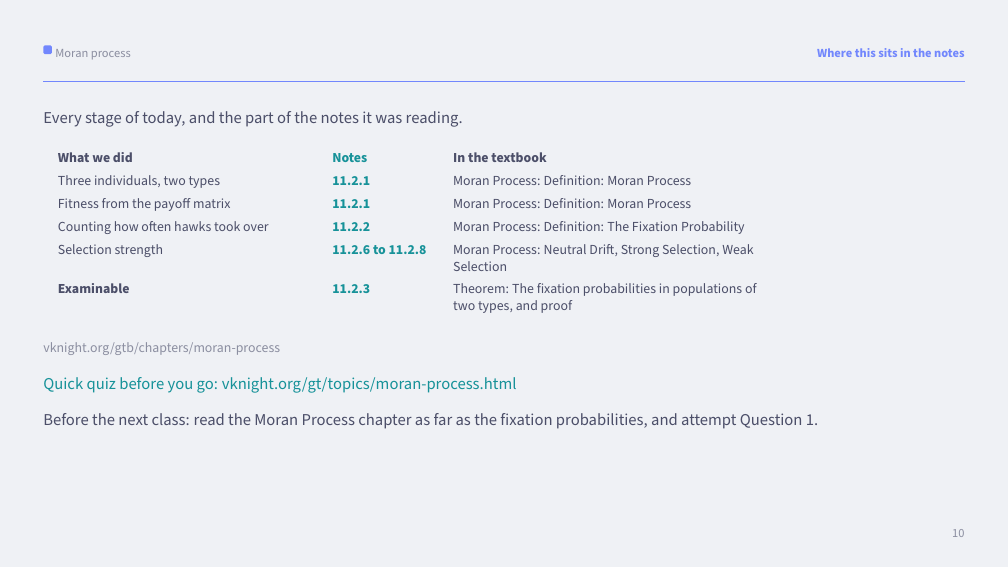 Moran process
Where this sits in the notes
Every stage of today, and the part of the notes it was reading.
What we did Notes In the textbook
Three individuals, two types 11.2.1 Moran Process: Definition: Moran Process
Fitness from the payoff matrix 11.2.1 Moran Process: Definition: Moran Process
Counting how often hawks took over 11.2.2 Moran Process: Definition: The Fixation Probability
Selection strength 11.2.6 to 11.2.8 Moran Process: Neutral Drift, Strong Selection, Weak
Selection
Examinable 11.2.3 Theorem: The fixation probabilities in populations of
two types, and proof
vknight.org/gtb/chapters/moran-process
Quick quiz before you go: vknight.org/gt/topics/moran-process.html
Before the next class: read the Moran Process chapter as far as the fixation probabilities, and attempt Question 1.
10